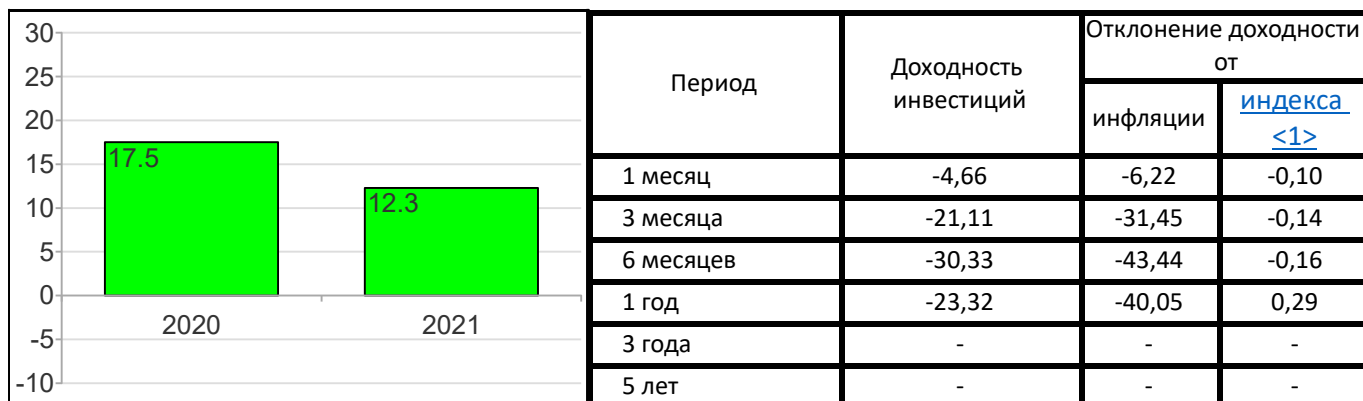 30
25
20
15
10
5
0
-5
-10
17.5
12.3
2020
2021
Период
Доходность
инвестиций
Отклонение доходности
от
инфляции
индекса
<1>
1 месяц -4,66 -6,22 -0,10
3 месяца -21,11 -31,45 -0,14
6 месяцев -30,33 -43,44 -0,16
1 год -23,32 -40,05 0,29
3 года - - -
5 лет - - -